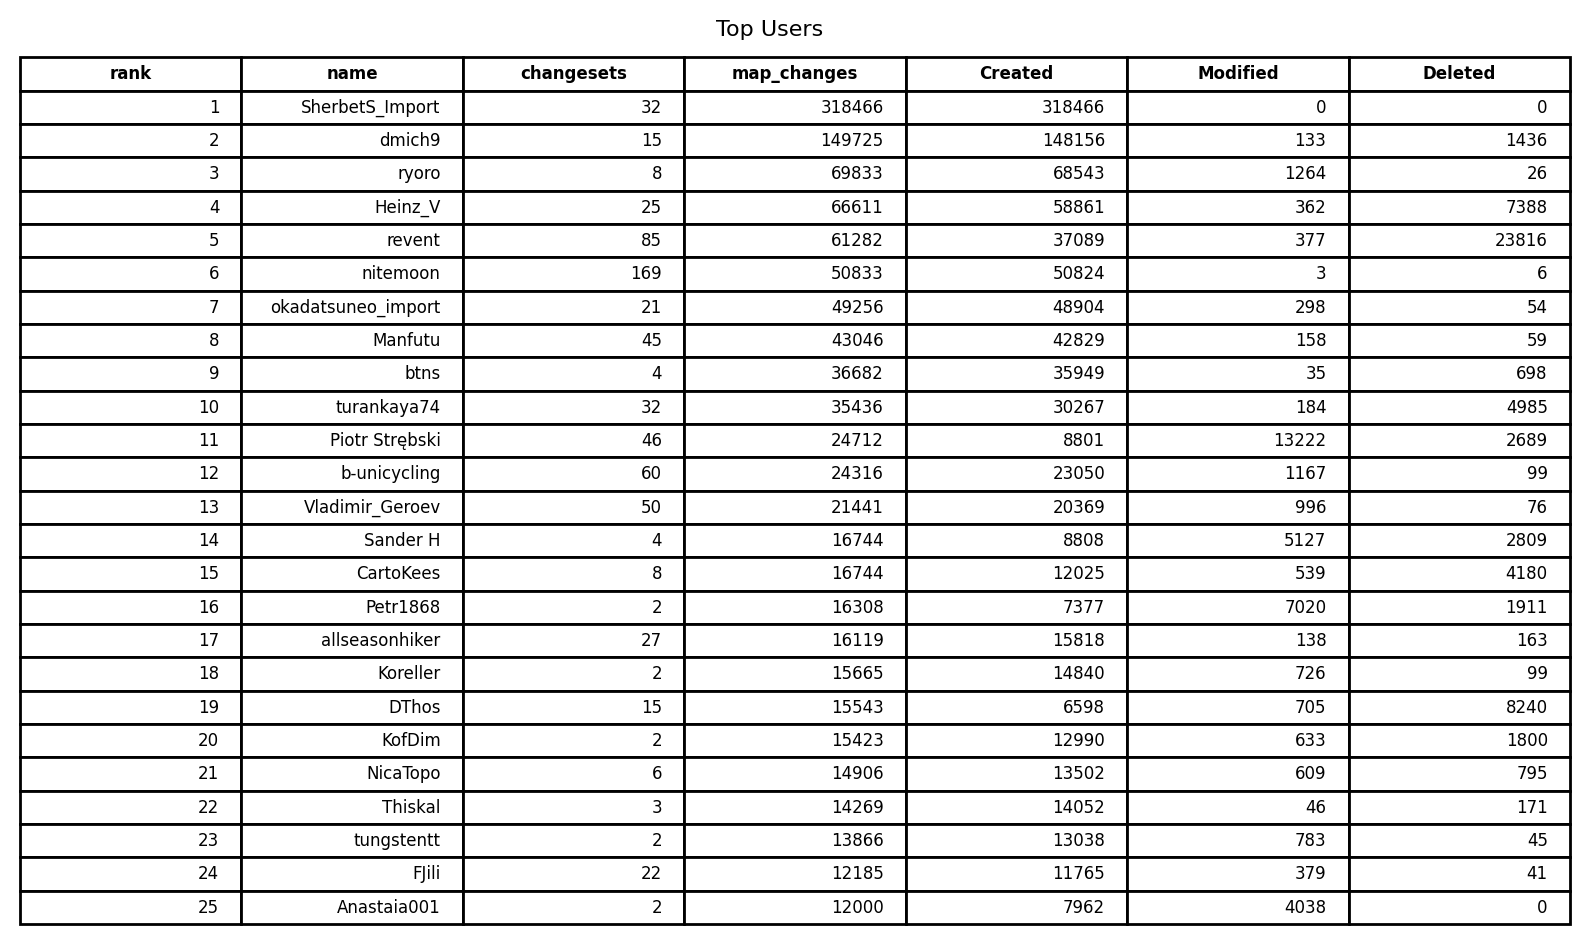 Top Users
rank name changesets map_changes Created Modified Deleted
1 SherbetS_Import 32 318466 318466 0 0
2 dmich9 15 149725 148156 133 1436
3 ryoro 8 69833 68543 1264 26
4 Heinz_V 25 66611 58861 362 7388
5 revent 85 61282 37089 377 23816
6 nitemoon 169 50833 50824 3 6
7 okadatsuneo_import 21 49256 48904 298 54
8 Manfutu 45 43046 42829 158 59
9 btns 4 36682 35949 35 698
10 turankaya74 32 35436 30267 184 4985
11 Piotr Strębski 46 24712 8801 13222 2689
12 b-unicycling 60 24316 23050 1167 99
13 Vladimir_Geroev 50 21441 20369 996 76
14 Sander H 4 16744 8808 5127 2809
15 CartoKees 8 16744 12025 539 4180
16 Petr1868 2 16308 7377 7020 1911
17 allseasonhiker 27 16119 15818 138 163
18 Koreller 2 15665 14840 726 99
19 DThos 15 15543 6598 705 8240
20 KofDim 2 15423 12990 633 1800
21 NicaTopo 6 14906 13502 609 795
22 Thiskal 3 14269 14052 46 171
23 tungstentt 2 13866 13038 783 45
24 FJili 22 12185 11765 379 41
25 Anastaia001 2 12000 7962 4038 0